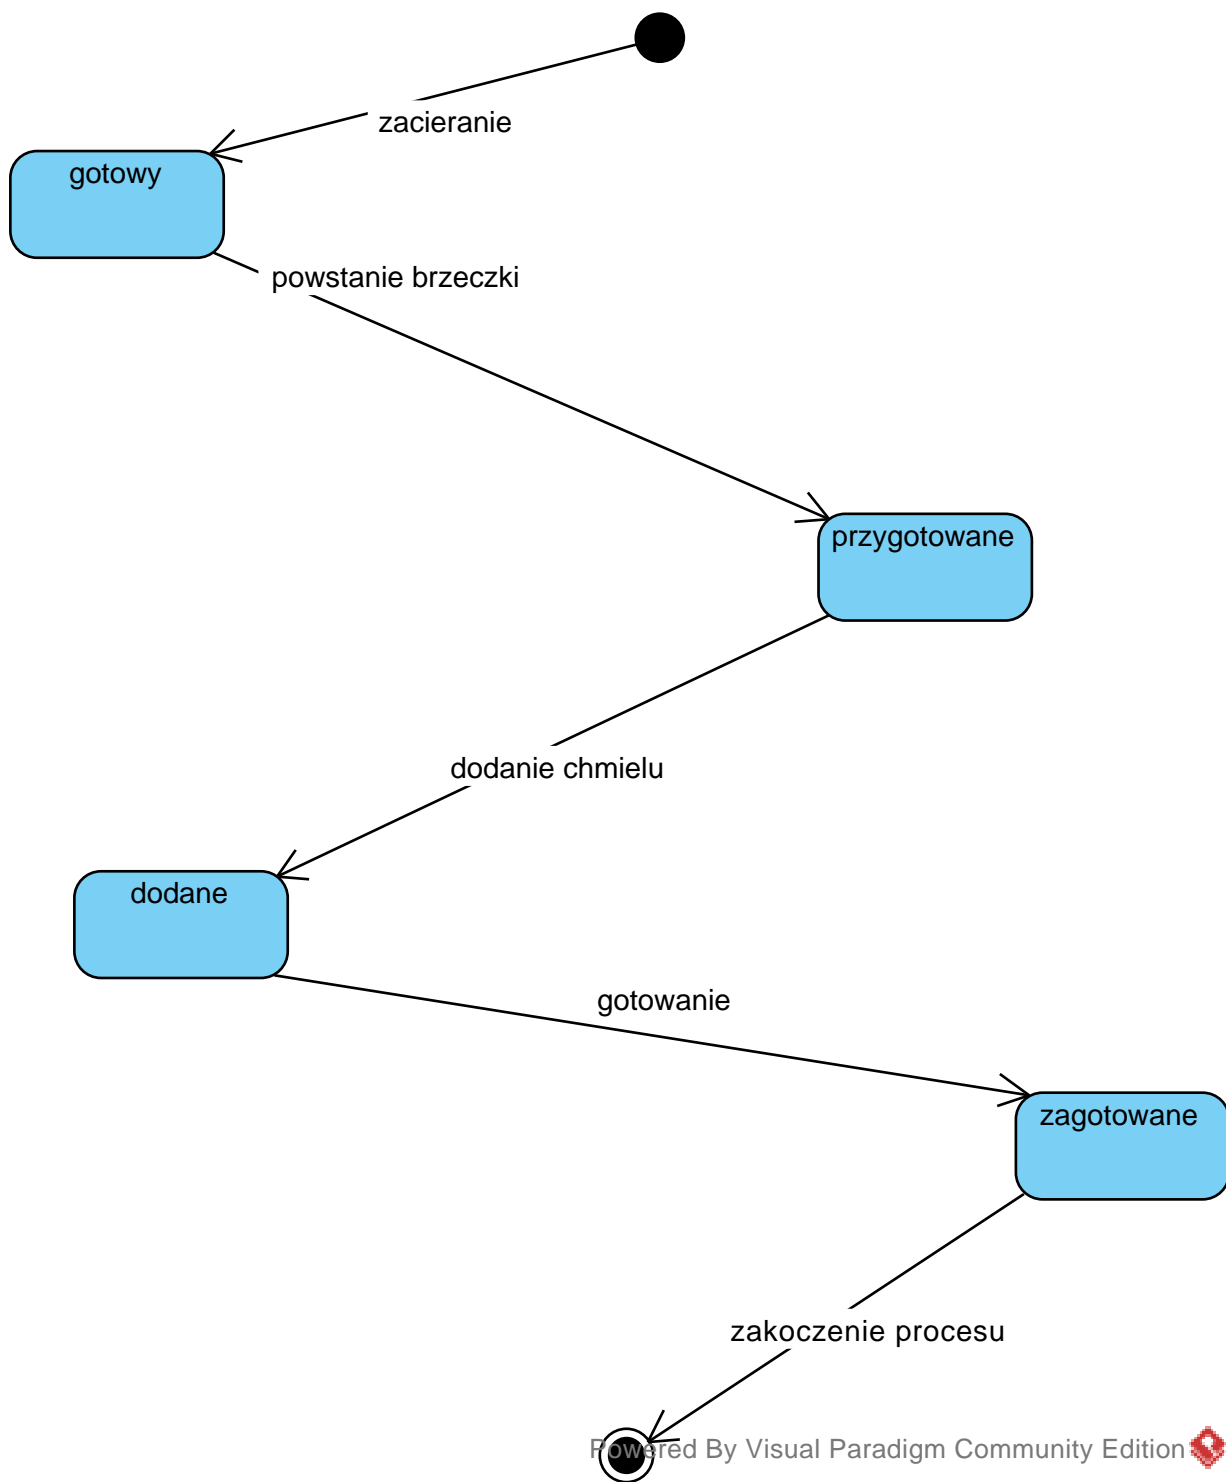 zacieranie
gotowy
powstanie brzeczki
przygotowane
dodanie chmielu
dodane
gotowanie
zagotowane
zakoczenie procesu
Powered By Visual Paradigm Community Edition